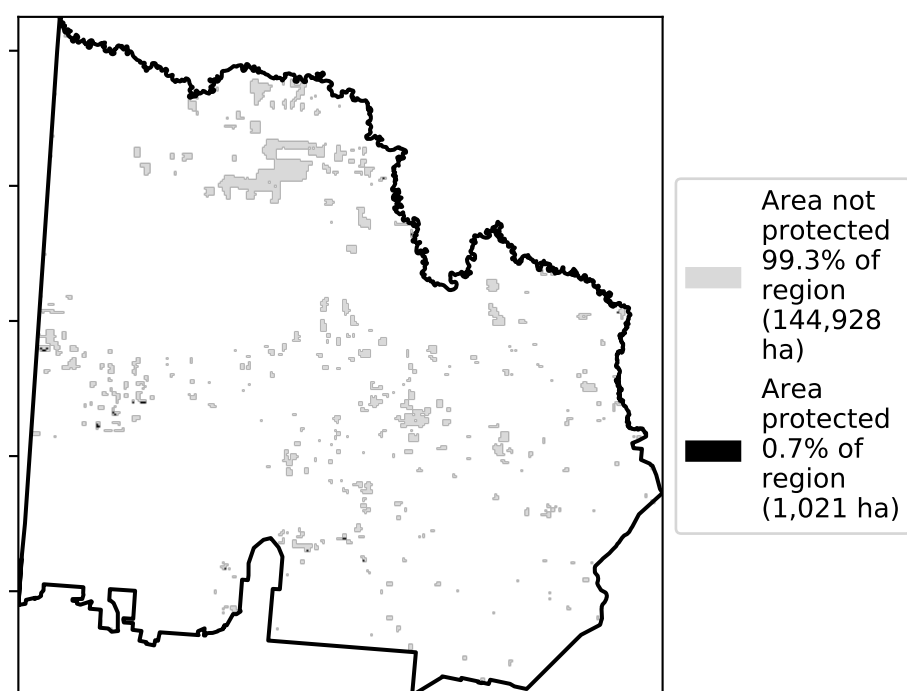 Area not
protected
99.3% of
region
(144,928
ha)
Area
protected
0.7% of
region
(1,021 ha)